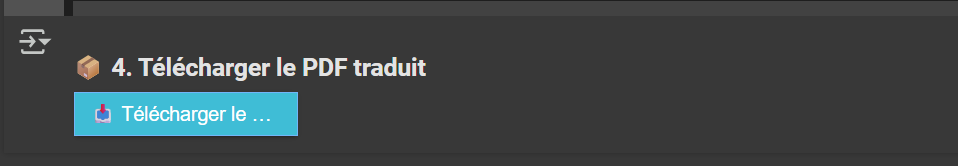 📦 4. Télécharger le PDF traduit
📥 Télécharger le ...